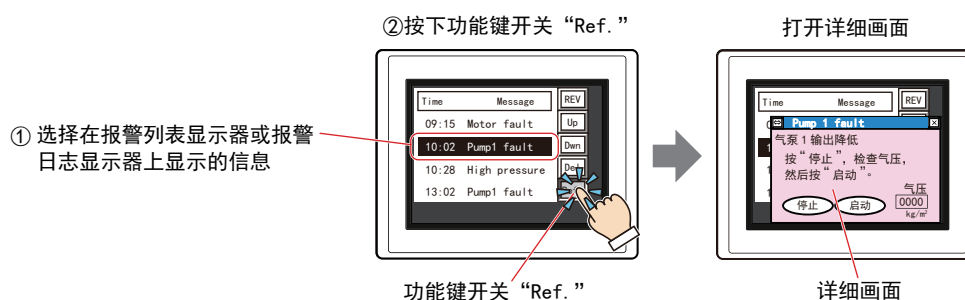 ②按下功能键开关“Ref.”
打开详细画面
① 选择在报警列表显示器或报警
日志显示器上显示的信息
Time Message REV
09:15 Motor fault Up
10:02 Pump1 fault Dwn
10:28 High pressure
13:02 Pump1 fault
Time Message REV
Pump 1 fault
气泵 1 输出降低
按“停止”，检查气压，
然后按“启动”。
气压
停止 启动 0000
kg/m²
功能键开关“Ref.”
详细画面